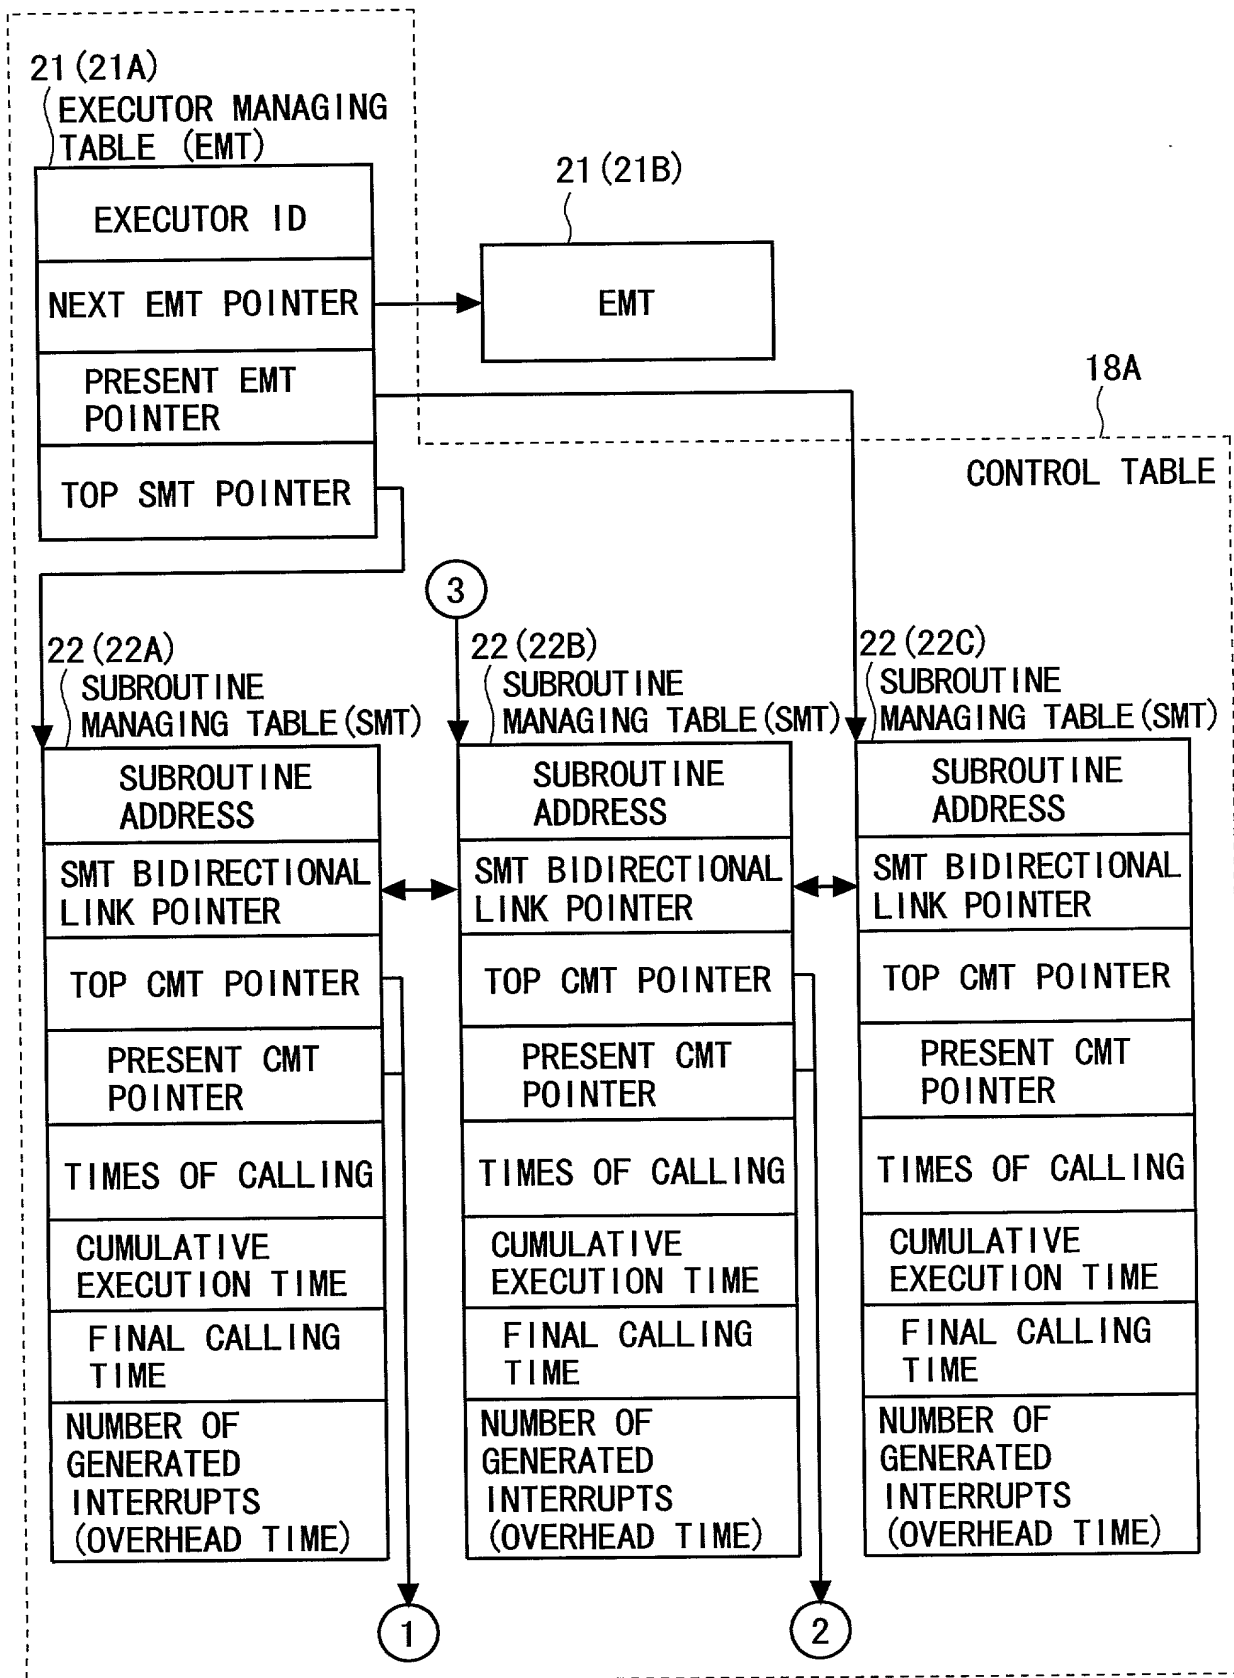 21 (21A)
EXECUTOR MANAGING
TABLE (EMT)
EXECUTOR ID
NEXT EMT POINTER
PRESENT EMT
POINTER
TOP SMT POINTER
21 (21B)
EMT
18A
CONTROL TABLE
3
22 (22A)
SUBROUTINE
MANAGING TABLE (SMT)
SUBROUTINE
ADDRESS
SMT BIDIRECTIONAL
LINK POINTER
TOP CMT POINTER
PRESENT CMT
POINTER
TIMES OF CALLING
CUMULATIVE
EXECUTION TIME
FINAL CALLING
TIME
NUMBER OF
GENERATED
INTERRUPTS
(OVERHEAD TIME)
1
22 (22B)
SUBROUTINE
MANAGING TABLE (SMT)
SUBROUTINE
ADDRESS
SMT BIDIRECTIONAL
LINK POINTER
TOP CMT POINTER
PRESENT CMT
POINTER
TIMES OF CALLING
CUMULATIVE
EXECUTION TIME
FINAL CALLING
TIME
NUMBER OF
GENERATED
INTERRUPTS
(OVERHEAD TIME)
2
22 (22C)
SUBROUTINE
MANAGING TABLE (SMT)
SUBROUTINE
ADDRESS
SMT BIDIRECTIONAL
LINK POINTER
TOP CMT POINTER
PRESENT CMT
POINTER
TIMES OF CALLING
CUMULATIVE
EXECUTION TIME
FINAL CALLING
TIME
NUMBER OF
GENERATED
INTERRUPTS
(OVERHEAD TIME)